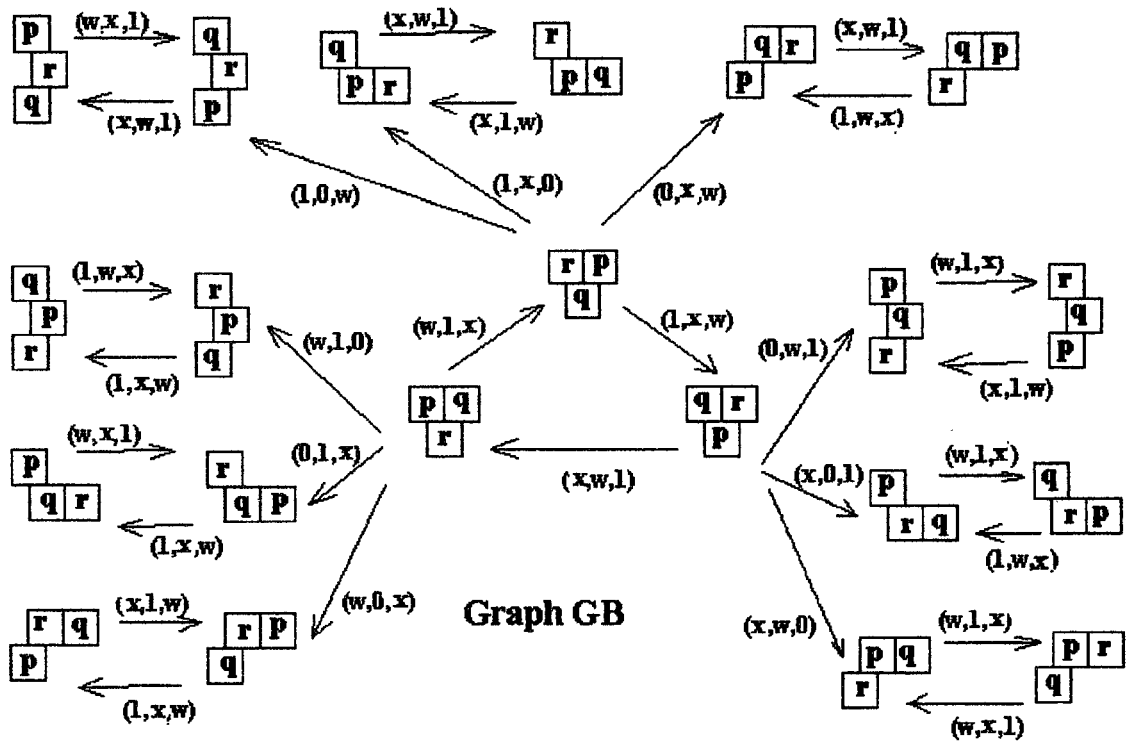 p (w,x,1) q
r r
q (x,w,1) p
q (x,w,1) r
p r p q
(x,1,w)
q r (x,w,1) q p
p r
(1,w,x)
(1,0,w) (1,x,0) (0,x,w)
r p
q
q (1,w,x) r
p p
r q
(1,x,w)
(w,1,0) (w,1,x) (1,x,w) (0,w,1)
p (w,1,x) r
q q
r p
(x,1,w)
p q
r
(x,w,1)
q r
p
p (w,x,1) r
q r q p
(1,x,w)
(0,1,x) (x,0,1)
p (w,1,x) q
r q r p
(1,w,x)
r q (x,1,w) r p
p q
(1,x,w)
(w,0,x) Graph GB (x,w,0)
p q (w,1,x) p r
r q
(w,x,1)